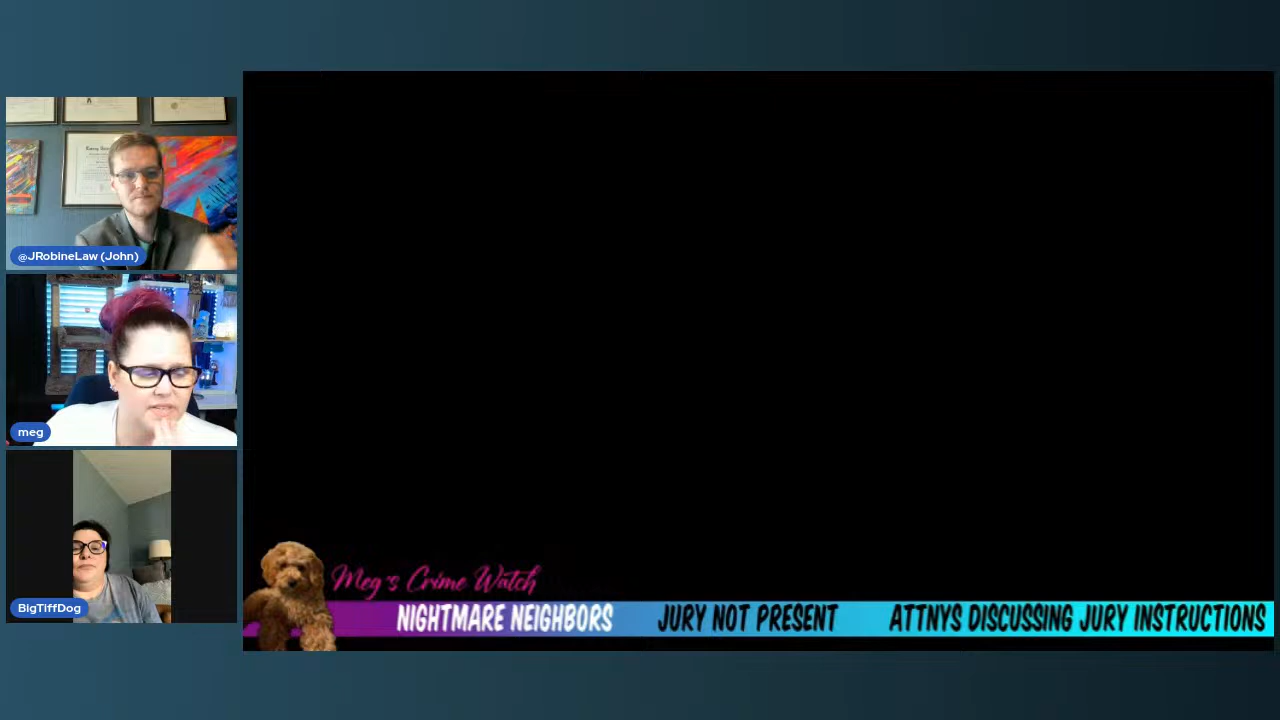 @JRobineLaw (John)
meg
BigTiffDog
Meg's Crime Watch
NIGHTMARE NEIGHBORS JURY NOT PRESENT ATTNYS DISCUSSING JURY INSTRUCTIONS